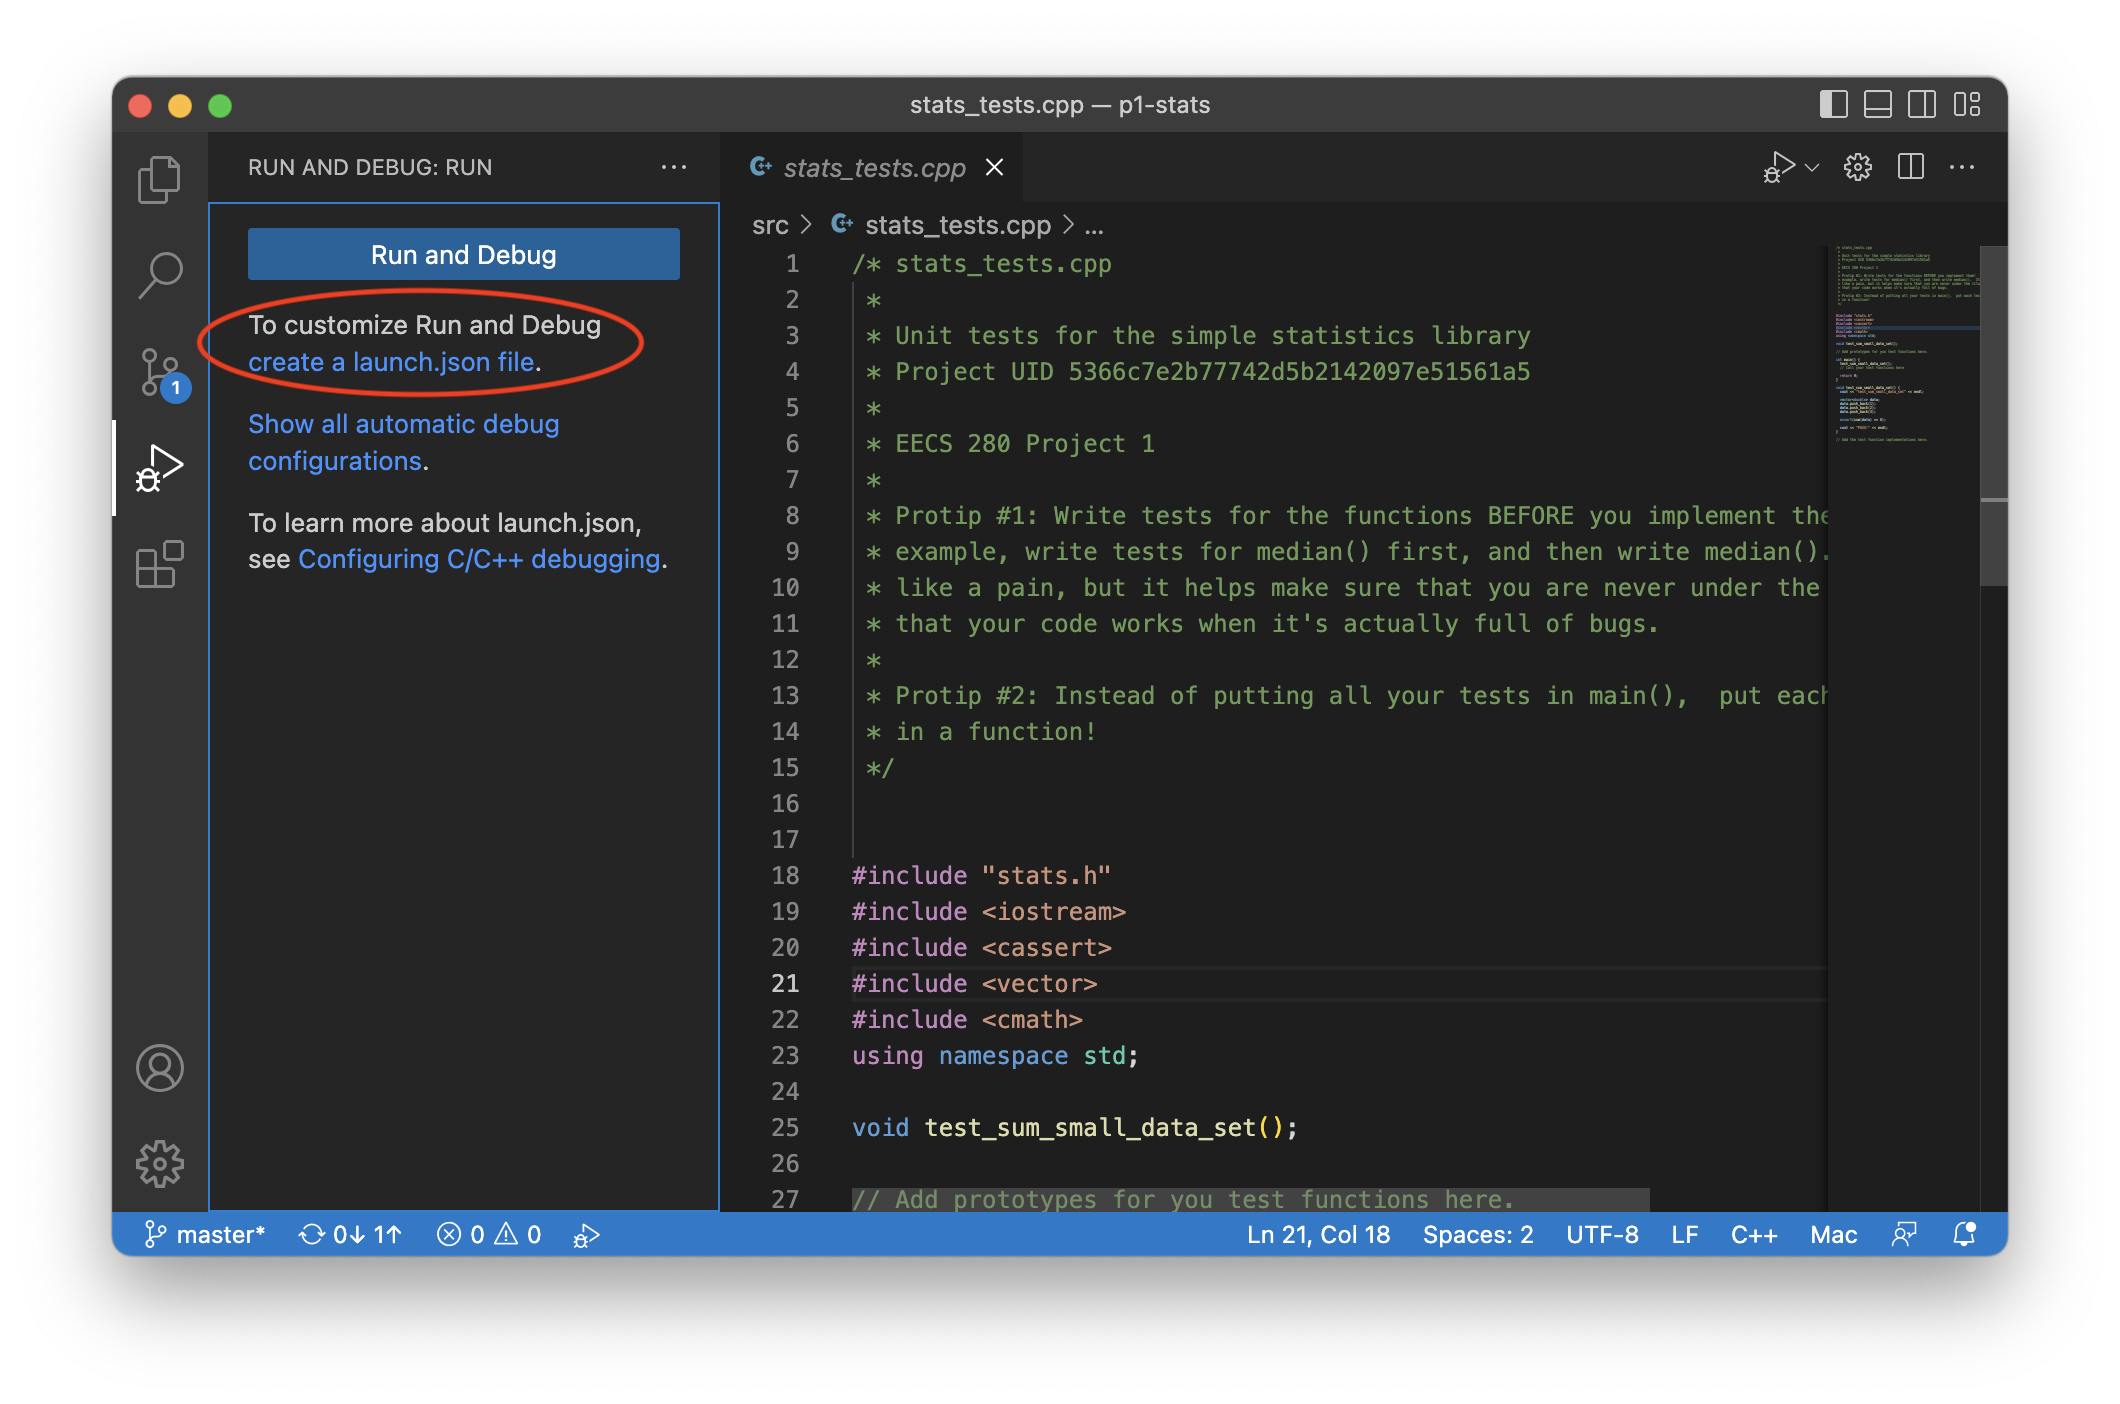 stats_tests.cpp — p1-stats
RUN AND DEBUG: RUN
Run and Debug
To customize Run and Debug
create a launch.json file.
Show all automatic debug
configurations.
To learn more about launch.json,
see Configuring C/C++ debugging.
1
stats_tests.cpp
src > stats_tests.cpp > ...
1 /* stats_tests.cpp
2 *
3 * Unit tests for the simple statistics library
4 * Project UID 5366c7e2b77742d5b2142097e51561a5
5 *
6 * EECS 280 Project 1
7 *
8 * Protip #1: Write tests for the functions BEFORE you implement the
9 * example, write tests for median() first, and then write median().
10 * like a pain, but it helps make sure that you are never under the
11 * that your code works when it's actually full of bugs.
12 *
13 * Protip #2: Instead of putting all your tests in main(),  put each
14 * in a function!
15 */
16
17
18 #include "stats.h"
19 #include <iostream>
20 #include <cassert>
21 #include <vector>
22 #include <cmath>
23 using namespace std;
24
25 void test_sum_small_data_set();
26
27 // Add prototypes for you test functions here.
master* 0↓ 1↑ 0 0 Ln 21, Col 18 Spaces: 2 UTF-8 LF C++ Mac